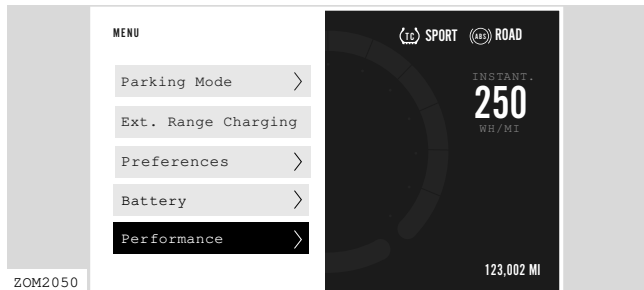 MENU
Parking Mode
Ext. Range Charging
Preferences
Battery
Performance
TC SPORT ABS ROAD
INSTANT.
250
WH/MI
123,002 MI
ZOM2050